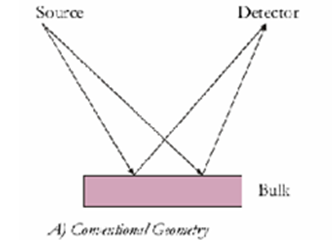 Source Detector
Bulk
A) Conventional Geometry